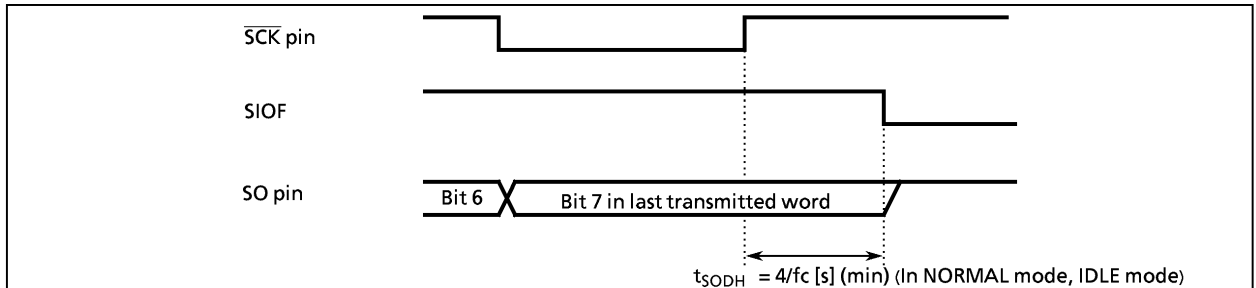 S̅C̅K̅ pin
SIOF
SO pin
Bit 6
Bit 7 in last transmitted word
tSODH = 4/fc [s] (min) (In NORMAL mode, IDLE mode)